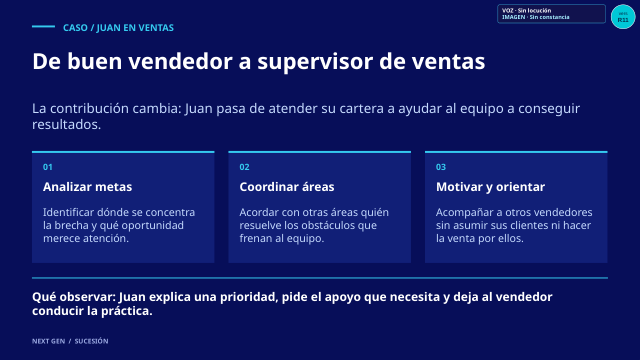 VOZ · Sin locución
IMAGEN · Sin constancia
R11
CASO / JUAN EN VENTAS
De buen vendedor a supervisor de ventas
La contribución cambia: Juan pasa de atender su cartera a ayudar al equipo a conseguir
resultados.
01
Analizar metas
Identificar dónde se concentra
la brecha y qué oportunidad
merece atención.
02
Coordinar áreas
Acordar con otras áreas quién
resuelve los obstáculos que
frenan al equipo.
03
Motivar y orientar
Acompañar a otros vendedores
sin asumir sus clientes ni hacer
la venta por ellos.
Qué observar: Juan explica una prioridad, pide el apoyo que necesita y deja al vendedor
conducir la práctica.
NEXT GEN / SUCESIÓN